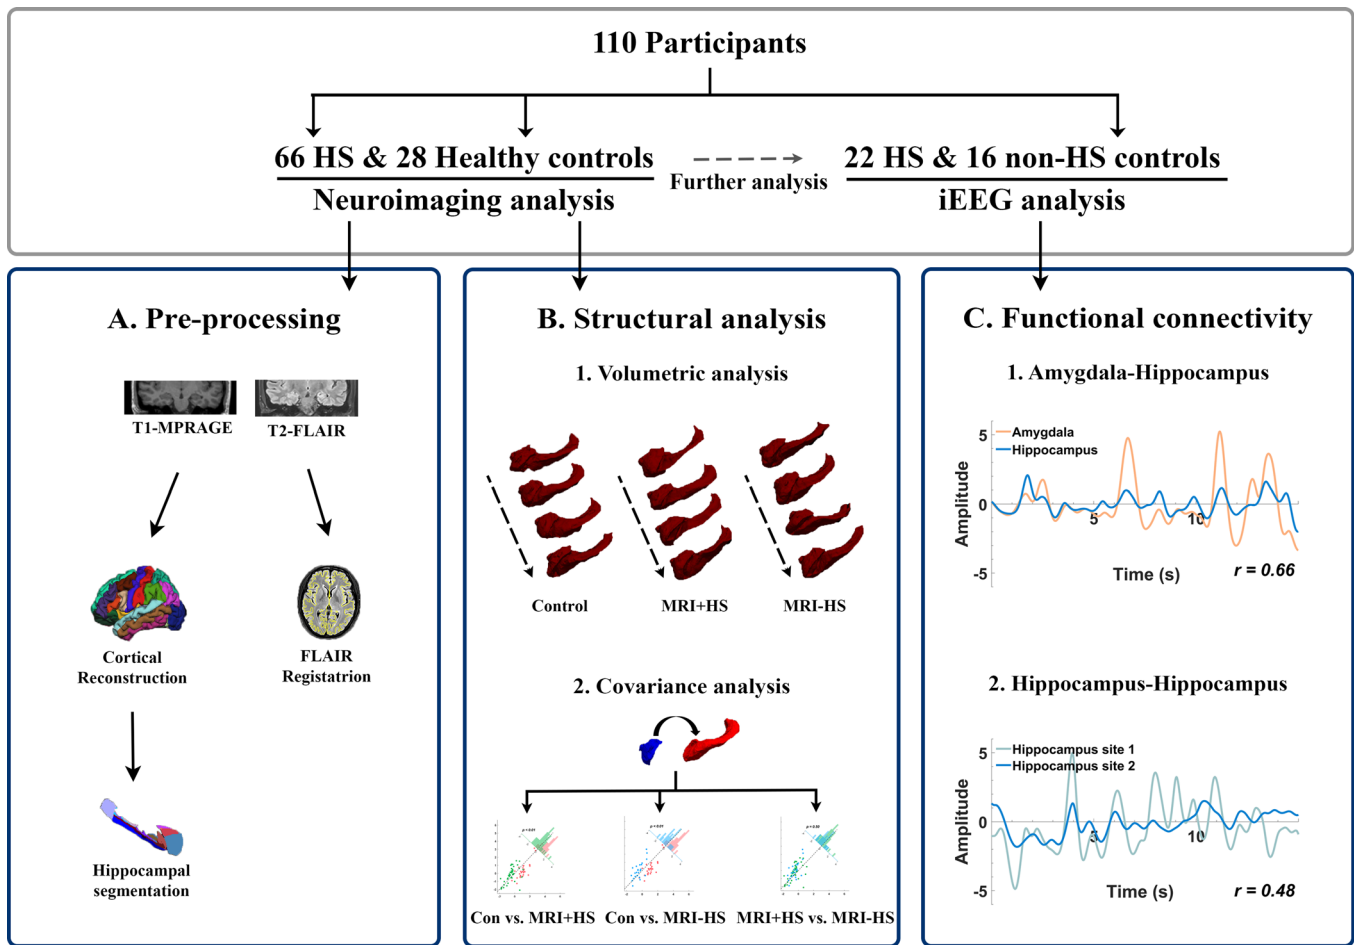 110 Participants
66 HS & 28 Healthy controls
Neuroimaging analysis
Further analysis
22 HS & 16 non-HS controls
iEEG analysis
A. Pre-processing
T1-MPRAGE
T2-FLAIR
Cortical
Reconstruction
FLAIR
Registatrion
Hippocampal
segmentation
B. Structural analysis
1. Volumetric analysis
Control
MRI+HS
MRI-HS
2. Covariance analysis
p < 0.01
p < 0.01
Con vs. MRI+HS
Con vs. MRI-HS
MRI+HS vs. MRI-HS
C. Functional connectivity
1. Amygdala-Hippocampus
Amygdala
Hippocampus
Amplitude
5
0
-5
5
10
Time (s)
r = 0.66
2. Hippocampus-Hippocampus
Hippocampus site 1
Hippocampus site 2
Amplitude
5
0
-5
5
10
Time (s)
r = 0.48